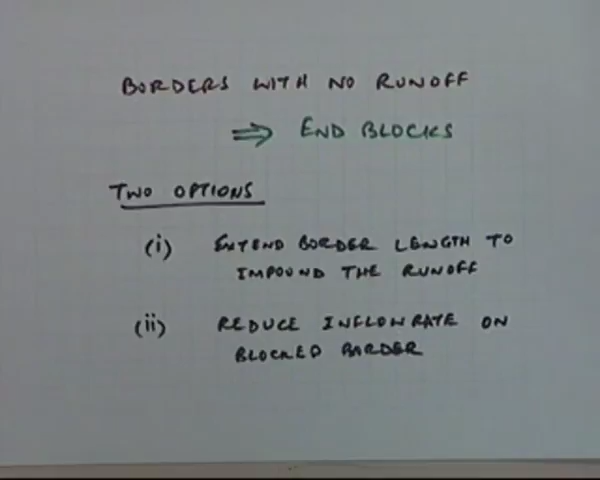 BORDERS WITH NO RUNOFF
⇒ END BLOCKS
TWO OPTIONS
(i) EXTEND BORDER LENGTH TO
IMPOUND THE RUNOFF
(ii) REDUCE INFLOW RATE ON
BLOCKED BARDER